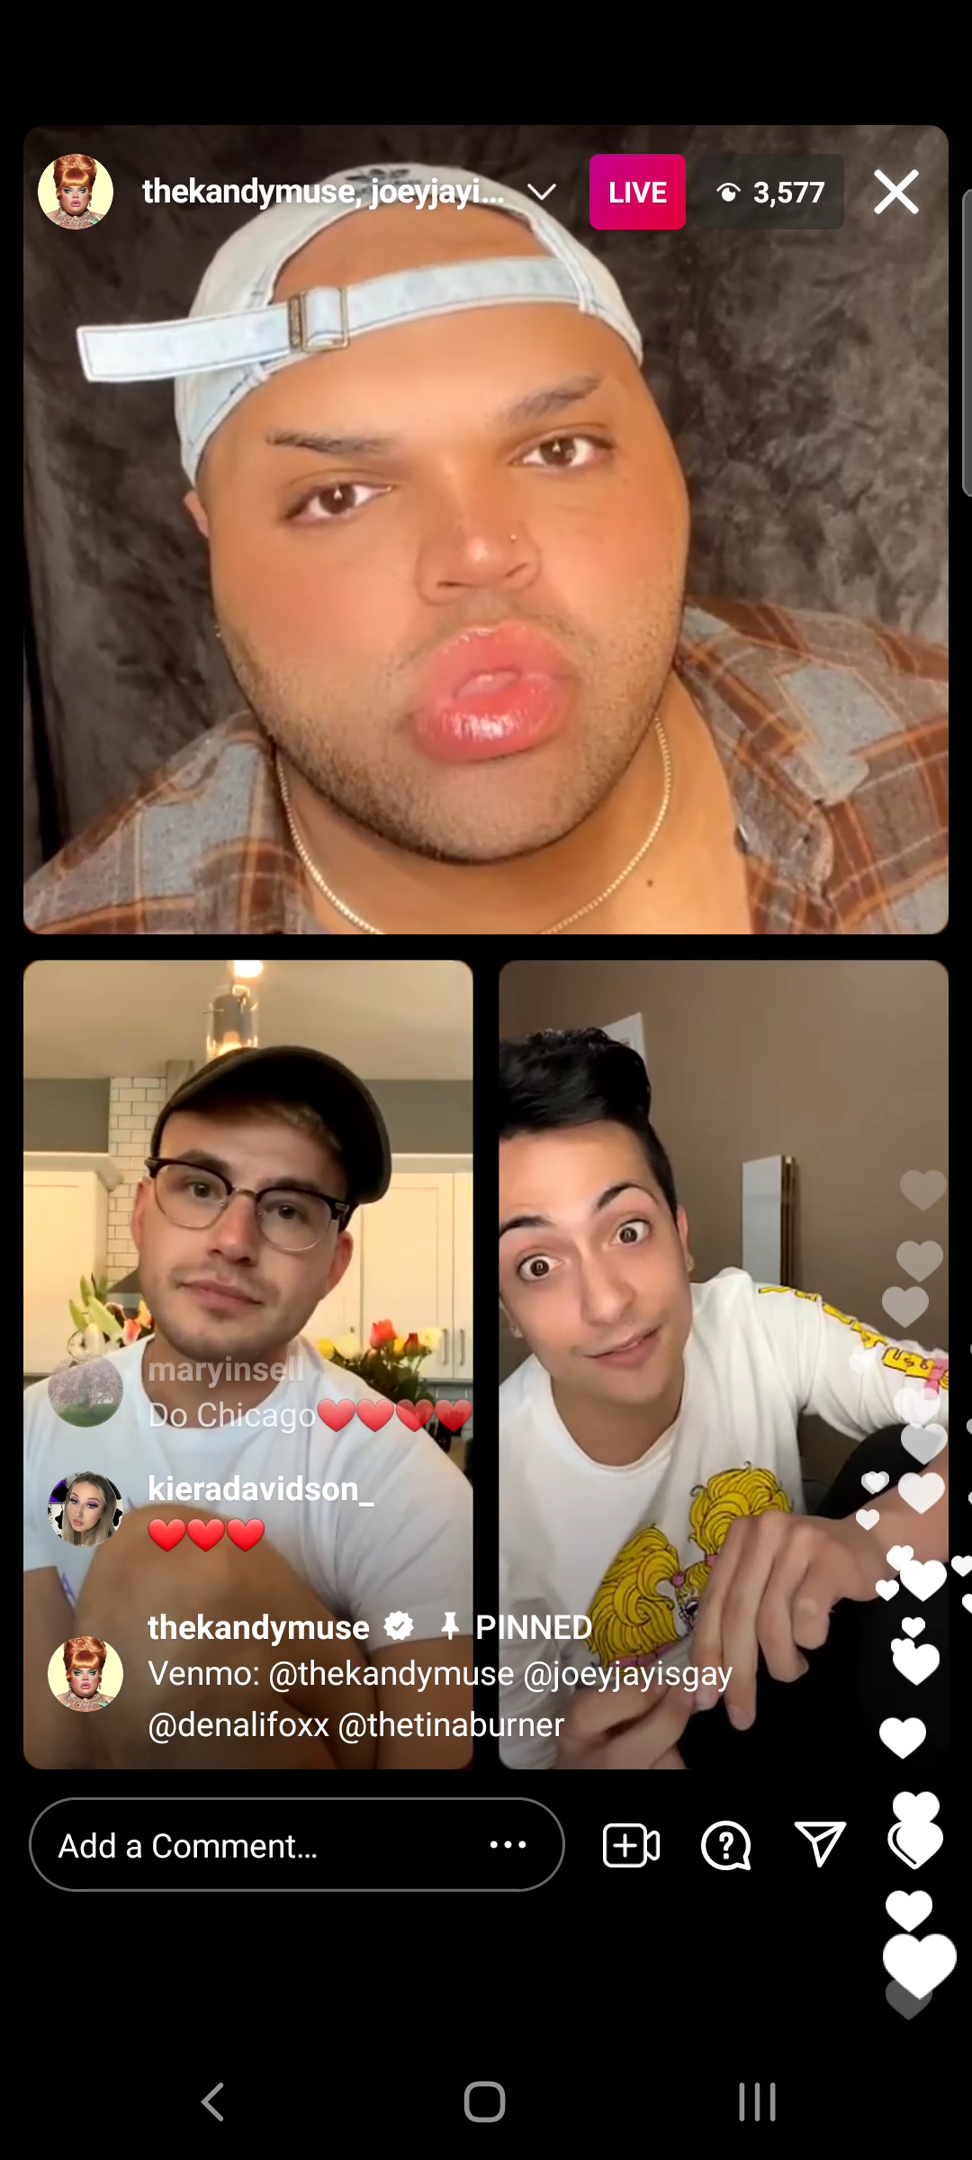 thekandymuse, joeyjayi...
LIVE
3,577
maryinsell
Do Chicago❤️❤️❤️❤️
kieradavidson_
❤️❤️❤️
thekandymuse PINNED
Venmo: @thekandymuse @joeyjayisgay
@denalifoxx @thetinaburner
Add a Comment...